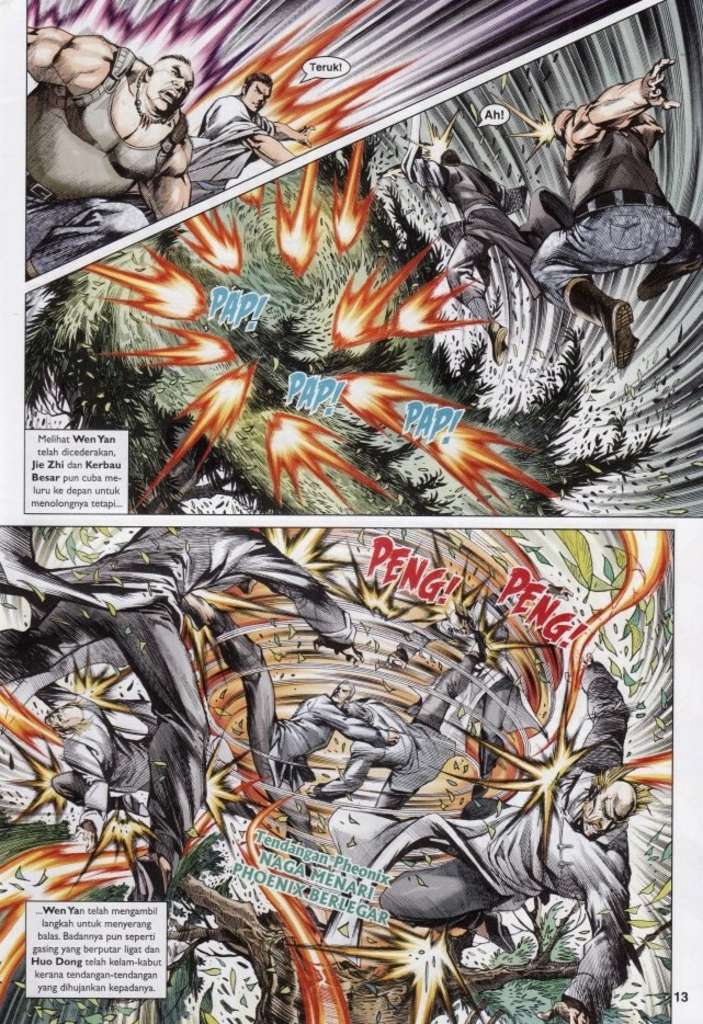 Teruk!
Ah!
PAP!
PAP!
PAP!
Melihat Wen Yan
telah dicederakan,
Jie Zhi dan Kerbau
Besar pun cuba me-
luru ke depan untuk
menolongnya tetapi...
PENG!
PENG!
Tendangan Pheonix
NAGA MENARI
PHOENIX BERLEGAR
...Wen Yan telah mengambil
langkah untuk menyerang
balas. Badannya pun seperti
gasing yang berputar ligat dan
Huo Dong telah kelam-kabut
kerana tendangan-tendangan
yang dihujankan kepadanya.
13